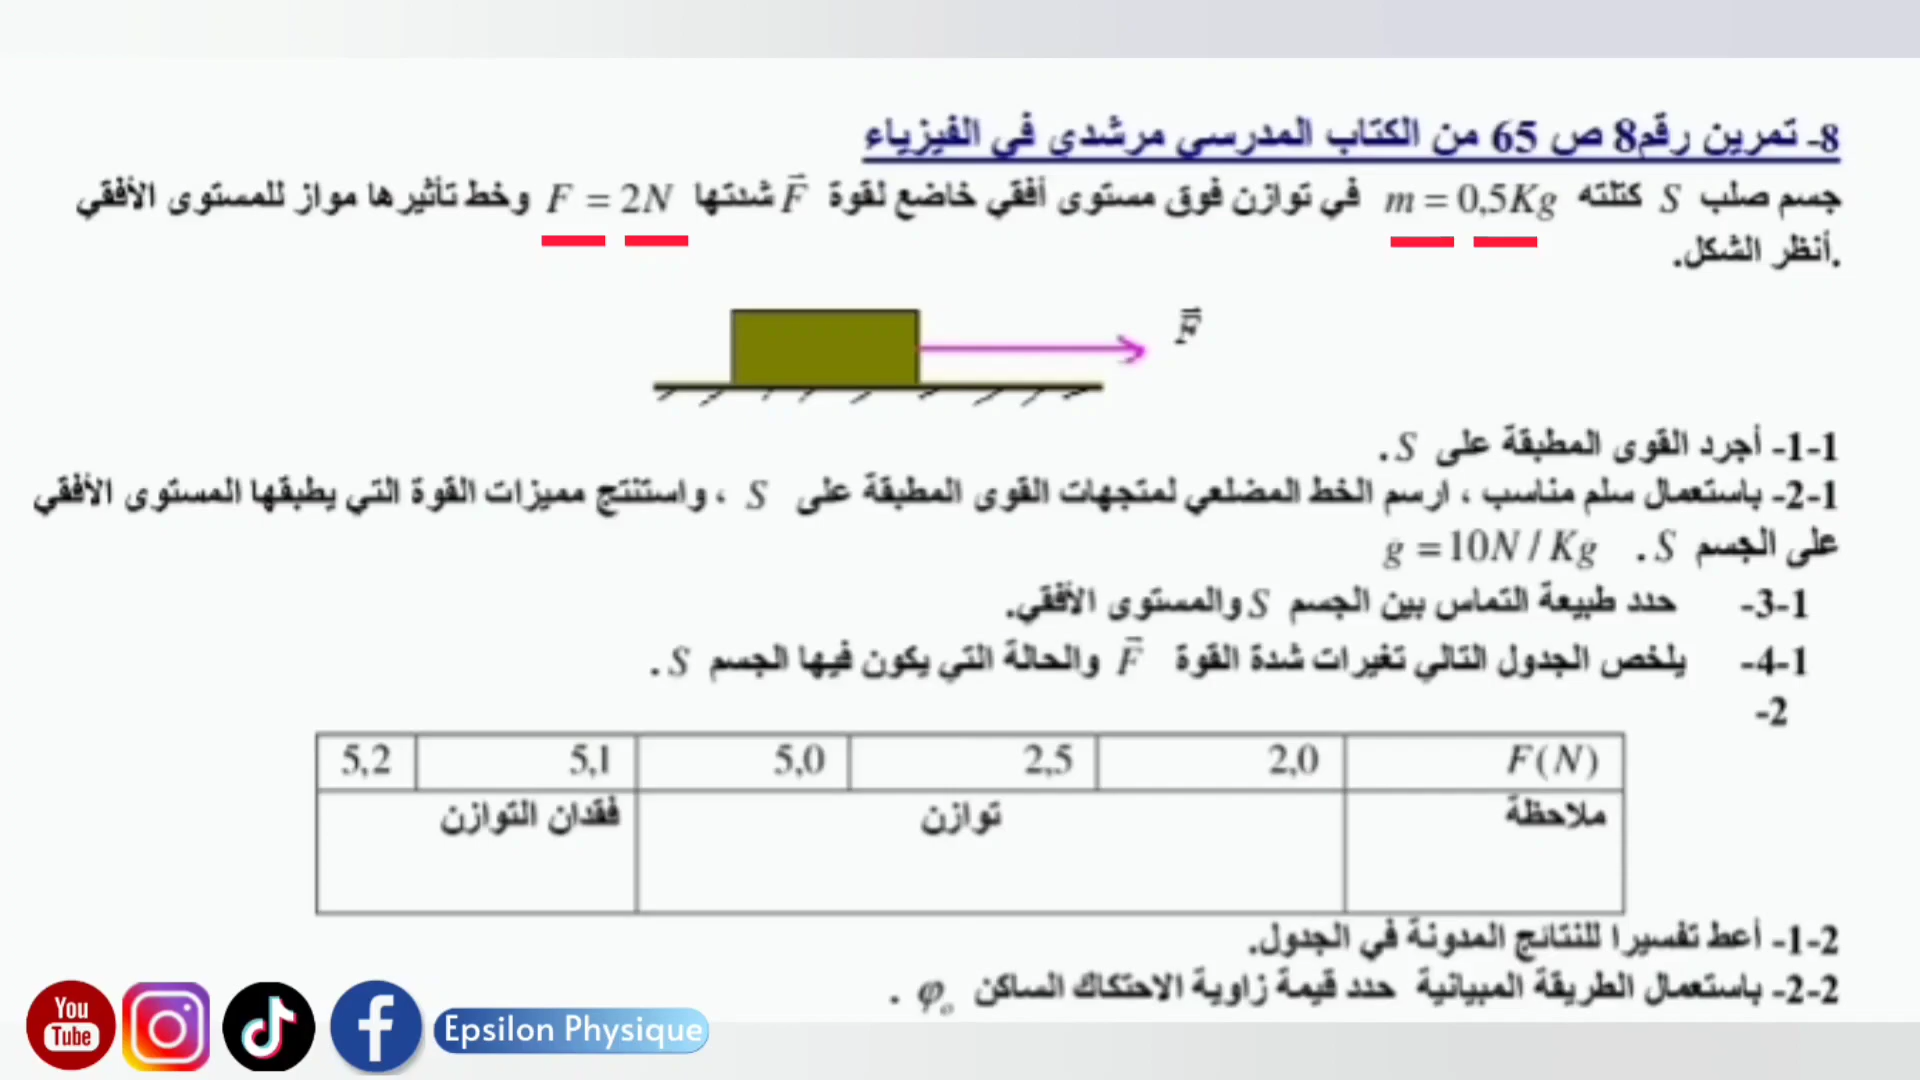 8- تمرين رقم8 ص 65 من الكتاب المدرسي مرشدي في الفيزياء
جسم صلب S كتلته m = 0,5Kg في توازن فوق مستوى أفقي خاضع لقوة F شدتها F = 2N وخط تأثيرها مواز للمستوى الأفقي
.أنظر الشكل.
F
1-1- أجرد القوى المطبقة على S .
1-2- باستعمال سلم مناسب ، ارسم الخط المضلعي لمتجهات القوى المطبقة على S ، واستنتج مميزات القوة التي يطبقها المستوى الأفقي
على الجسم S . g =10N / Kg
1-3- حدد طبيعة التماس بين الجسم S والمستوى الأفقي.
1-4- يلخص الجدول التالي تغيرات شدة القوة F والحالة التي يكون فيها الجسم S .
2-
F(N) 2,0 2,5 5,0 5,1 5,2
ملاحظة توازن فقدان التوازن
2-1- أعط تفسيرا للنتائج المدونة في الجدول.
2-2- باستعمال الطريقة المبيانية حدد قيمة زاوية الاحتكاك الساكن φ₀ .
You
Tube
Epsilon Physique